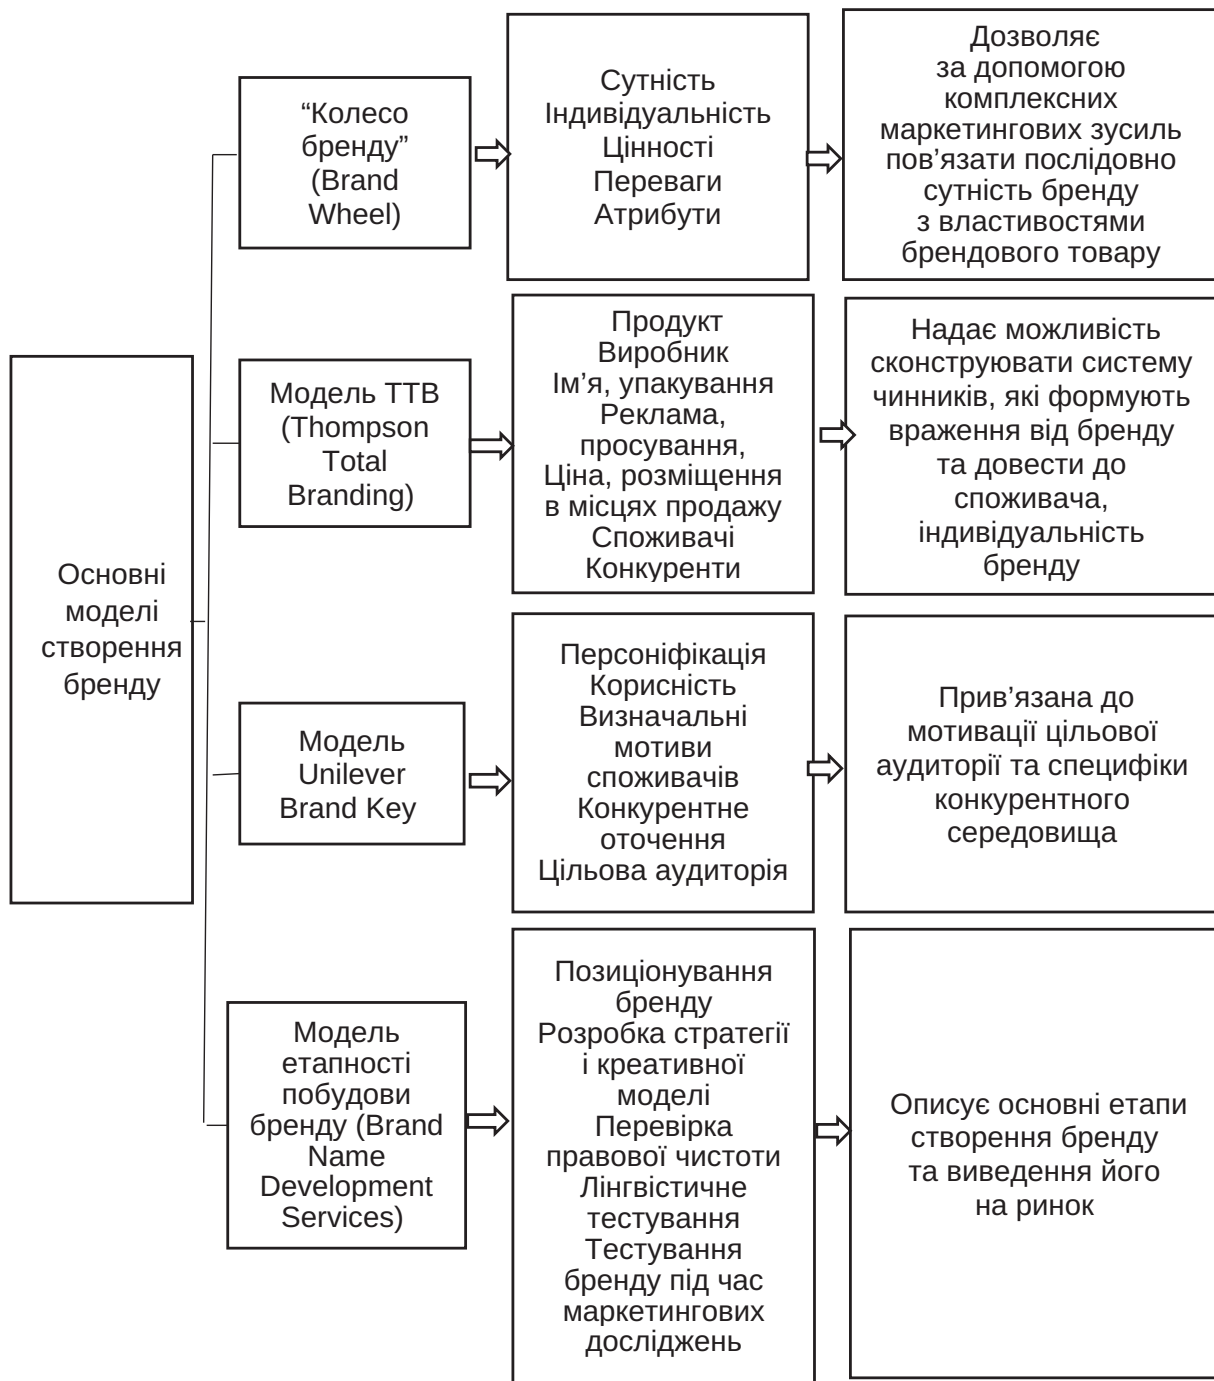 Основні
моделі
створення
бренду
“Колесо
бренду”
(Brand
Wheel)
Сутність
Індивідуальність
Цінності
Переваги
Атрибути
Дозволяє
за допомогою
комплексних
маркетингових зусиль
пов’язати послідовно
сутність бренду
з властивостями
брендового товару
Модель ТТВ
(Thompson
Total
Branding)
Продукт
Виробник
Ім’я, упакування
Реклама,
просування,
Ціна, розміщення
в місцях продажу
Споживачі
Конкуренти
Надає можливість
сконструювати систему
чинників, які формують
враження від бренду
та довести до
споживача,
індивідуальність
бренду
Модель
Unilever
Brand Key
Персоніфікація
Корисність
Визначальні
мотиви
споживачів
Конкурентне
оточення
Цільова аудиторія
Прив’язана до
мотивації цільової
аудиторії та специфіки
конкурентного
середовища
Модель
етапності
побудови
бренду (Brand
Name
Development
Services)
Позиціонування
бренду
Розробка стратегії
і креативної
моделі
Перевірка
правової чистоти
Лінгвістичне
тестування
Тестування
бренду під час
маркетингових
досліджень
Описує основні етапи
створення бренду
та виведення його
на ринок